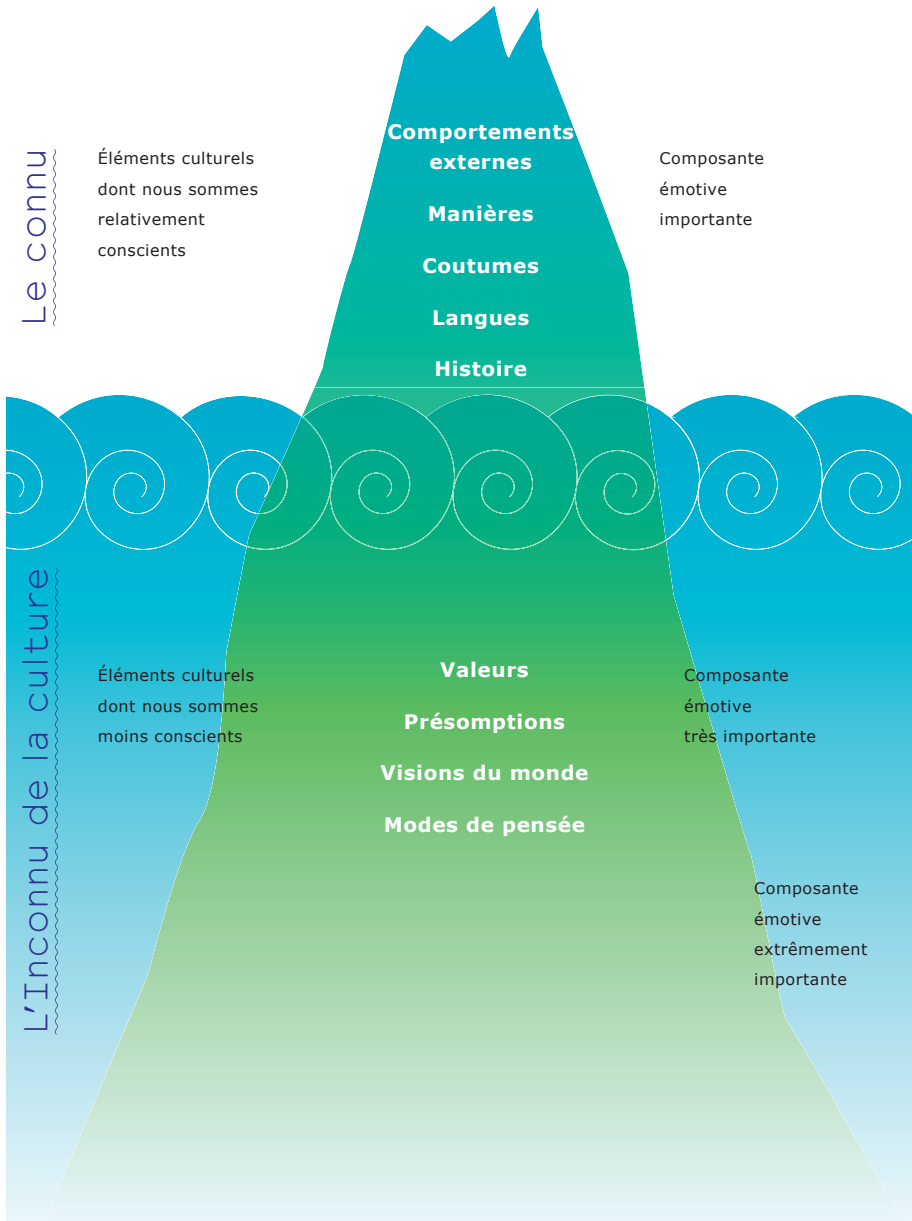 Le connu
Éléments culturels
dont nous sommes
relativement
conscients
Comportements
externes
Manières
Coutumes
Langues
Histoire
Composante
émotive
importante
L'Inconnu de la culture
Éléments culturels
dont nous sommes
moins conscients
Valeurs
Présomptions
Visions du monde
Modes de pensée
Composante
émotive
très importante
Composante
émotive
extrêmement
importante